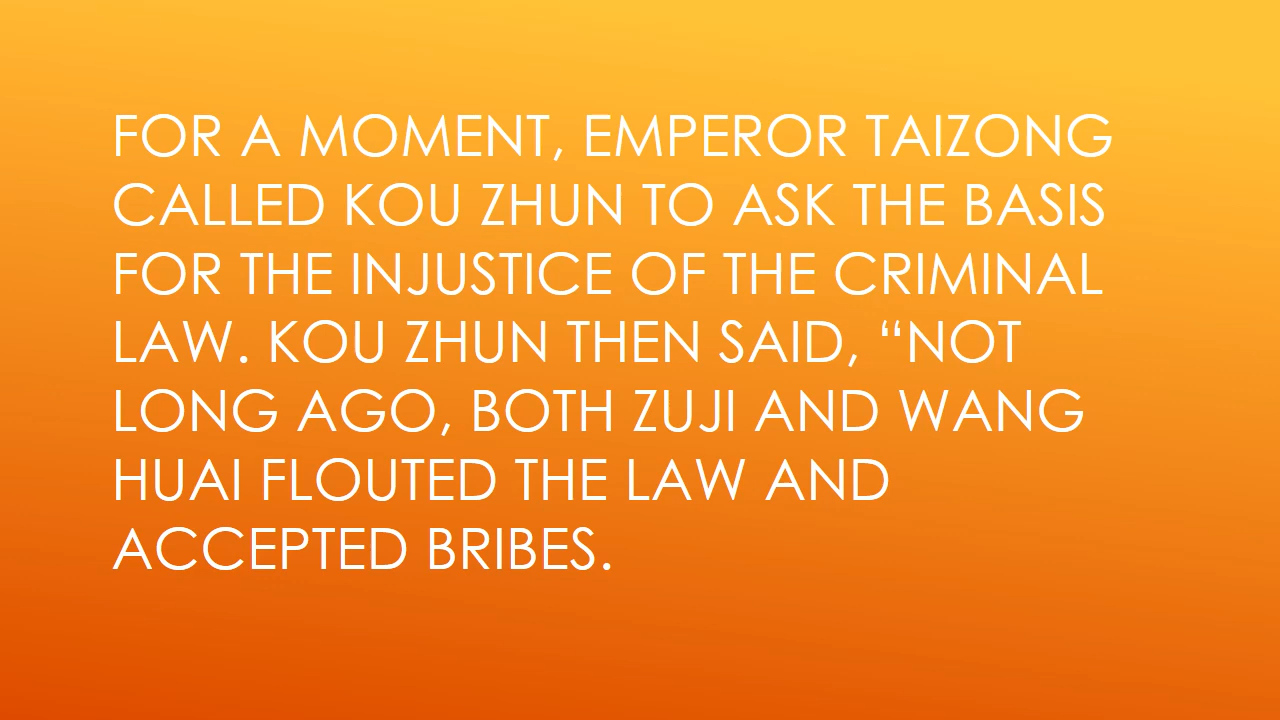 FOR A MOMENT, EMPEROR TAIZONG
CALLED KOU ZHUN TO ASK THE BASIS
FOR THE INJUSTICE OF THE CRIMINAL
LAW. KOU ZHUN THEN SAID, “NOT
LONG AGO, BOTH ZUJI AND WANG
HUAI FLOUTED THE LAW AND
ACCEPTED BRIBES.